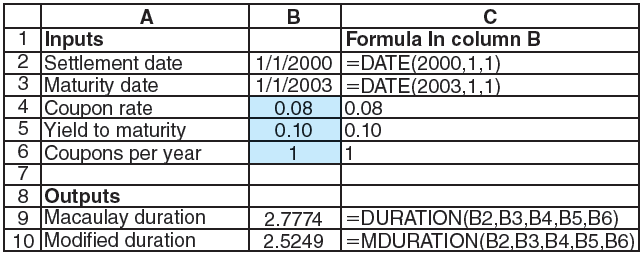 A B C
1 Inputs Formula In column B
2 Settlement date 1/1/2000 =DATE(2000,1,1)
3 Maturity date 1/1/2003 =DATE(2003,1,1)
4 Coupon rate 0.08 0.08
5 Yield to maturity 0.10 0.10
6 Coupons per year 1 1
7
8 Outputs
9 Macaulay duration 2.7774 =DURATION(B2,B3,B4,B5,B6)
10 Modified duration 2.5249 =MDURATION(B2,B3,B4,B5,B6)